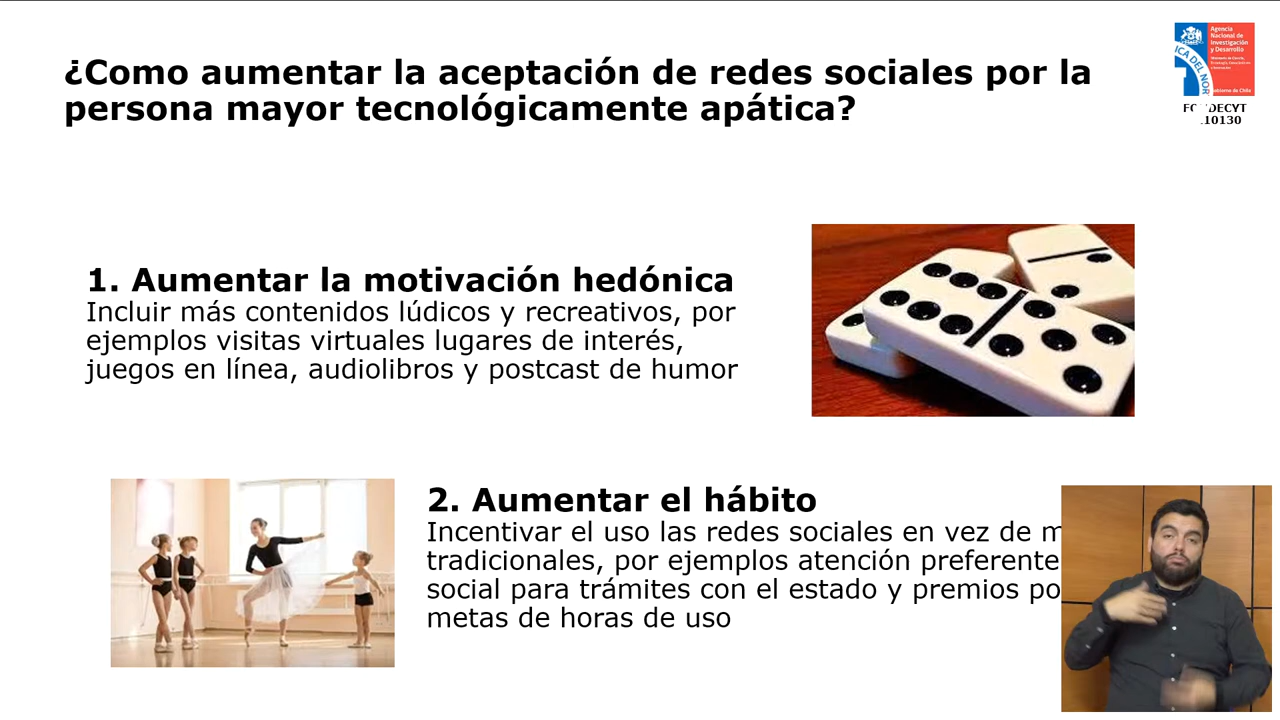 ¿Como aumentar la aceptación de redes sociales por la
persona mayor tecnológicamente apática?
Agencia
Nacional de
Investigación
y Desarrollo
1. Aumentar la motivación hedónica
Incluir más contenidos lúdicos y recreativos, por
ejemplos visitas virtuales lugares de interés,
juegos en línea, audiolibros y postcast de humor
2. Aumentar el hábito
Incentivar el uso las redes sociales en vez de
tradicionales, por ejemplos atención preferente
social para trámites con el estado y premios
metas de horas de uso